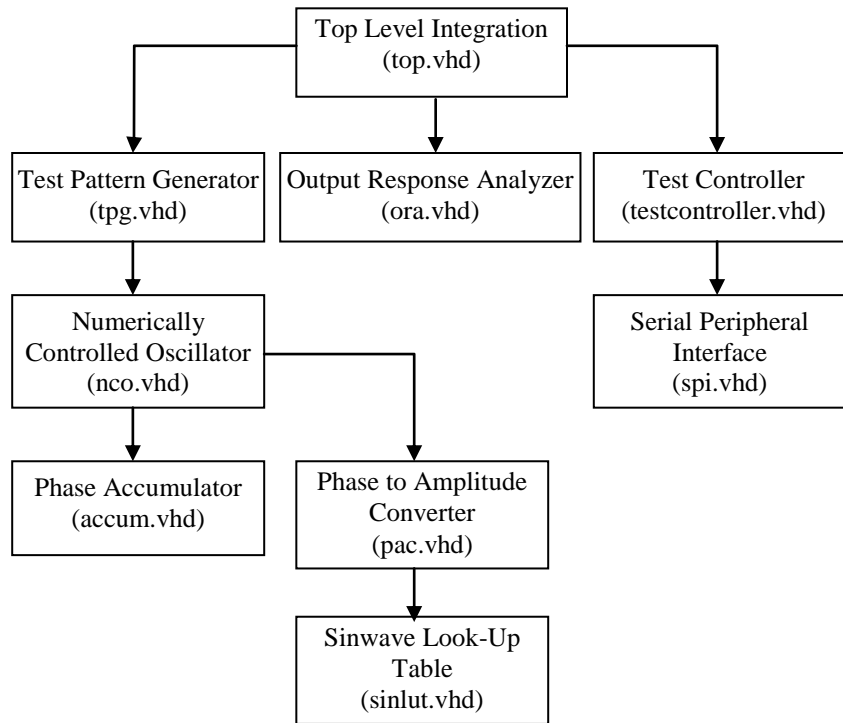 Top Level Integration
(top.vhd)
Test Pattern Generator
(tpg.vhd)
Output Response Analyzer
(ora.vhd)
Test Controller
(testcontroller.vhd)
Numerically
Controlled Oscillator
(nco.vhd)
Serial Peripheral
Interface
(spi.vhd)
Phase Accumulator
(accum.vhd)
Phase to Amplitude
Converter
(pac.vhd)
Sinwave Look-Up
Table
(sinlut.vhd)